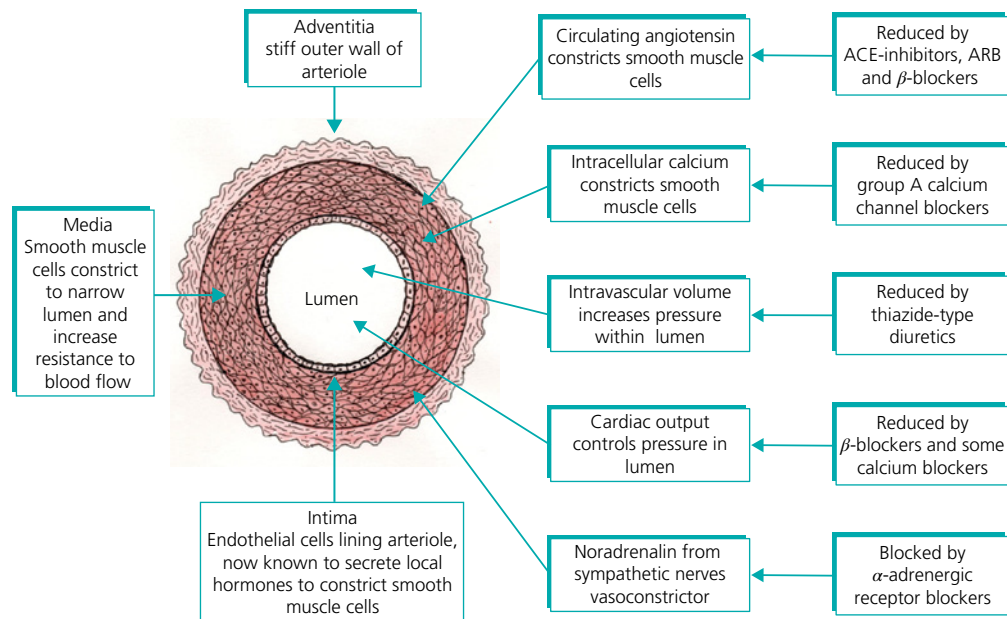 Adventitia
stiff outer wall of
arteriole
Circulating angiotensin
constricts smooth muscle
cells
Reduced by
ACE-inhibitors, ARB
and β-blockers
Intracellular calcium
constricts smooth
muscle cells
Reduced by
group A calcium
channel blockers
Media
Smooth muscle
cells constrict
to narrow
lumen and
increase
resistance to
blood flow
Lumen
Intravascular volume
increases pressure
within lumen
Reduced by
thiazide-type
diuretics
Cardiac output
controls pressure in
lumen
Reduced by
β-blockers and some
calcium blockers
Intima
Endothelial cells lining arteriole,
now known to secrete local
hormones to constrict smooth
muscle cells
Noradrenalin from
sympathetic nerves
vasoconstrictor
Blocked by
α-adrenergic
receptor blockers